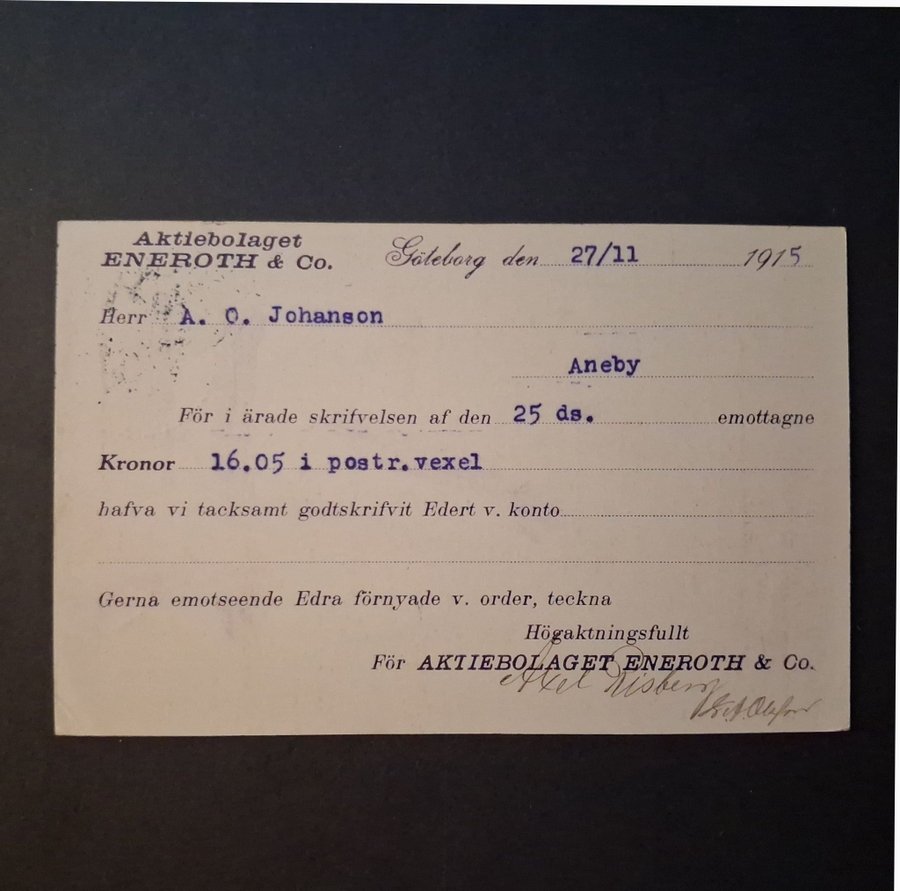 Aktiebolaget
ENEROTH & Co.
Göteborg den 27/11 1915
Herr A. O. Johanson
Aneby
För i ärade skrifvelsen af den 25 ds. emottagne
Kronor 16.05 i postr.vexel
hafva vi tacksamt godtskrifvit Edert v. konto
Gerna emotseende Edra förnyade v. order, teckna
Högaktningsfullt
För AKTIEBOLAGET ENEROTH & Co.
Axel Risberg